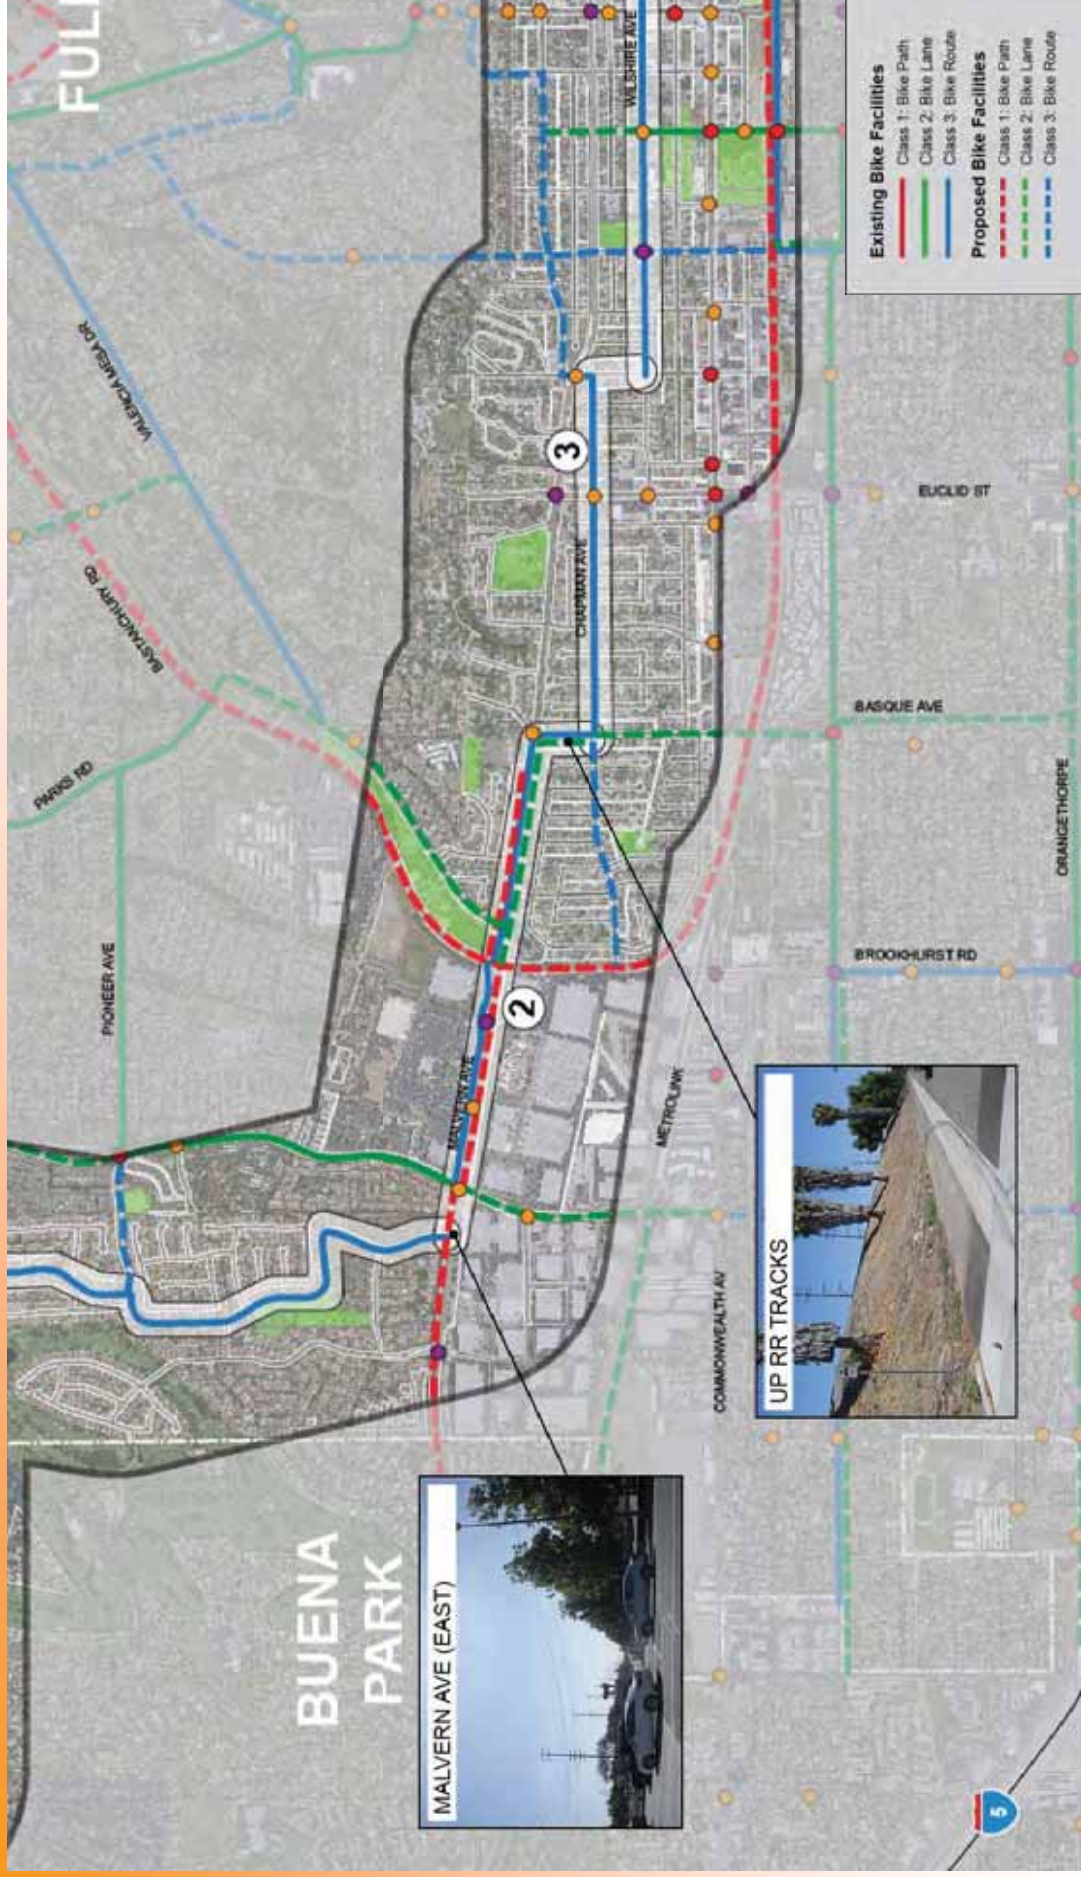 FULL
VALENCIA MESA DR
BASTANCHURY RD
PARKS RD
PIONEER AVE
WILSHIRE AVE
CHAPMAN AVE
3
MALVERN AVE
2
EUCLID ST
BASQUE AVE
BROOKHURST RD
ORANGETHORPE
METROLINK
COMMONWEALTH AV
BUENA
PARK
MALVERN AVE (EAST)
UP RR TRACKS
5
Existing Bike Facilities
Class 1: Bike Path
Class 2: Bike Lane
Class 3: Bike Route
Proposed Bike Facilities
Class 1: Bike Path
Class 2: Bike Lane
Class 3: Bike Route